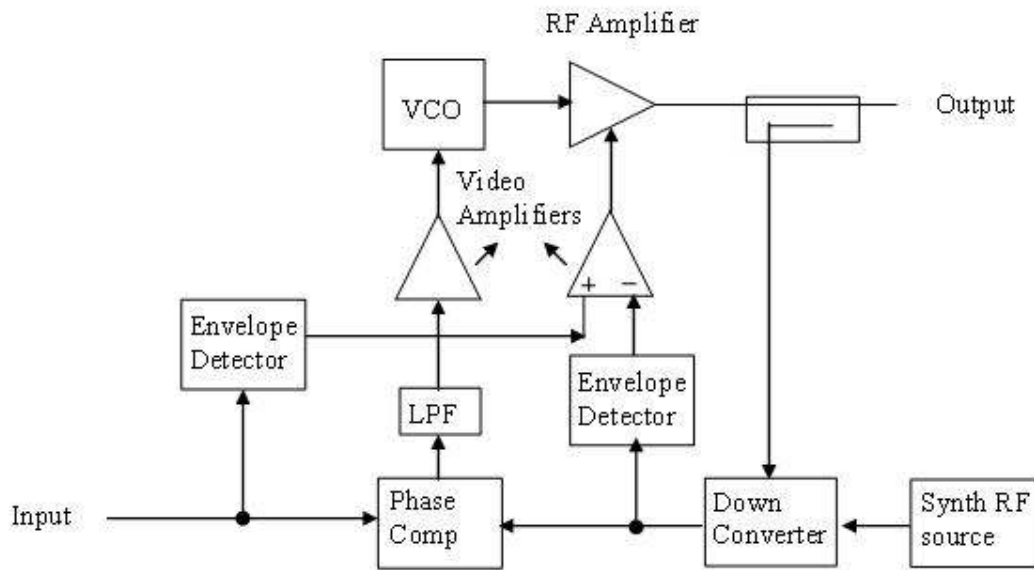 RF Amplifier
VCO
Output
Video
Amplifiers
+ −
Envelope
Detector
Envelope
Detector
LPF
Input
Phase
Comp
Down
Converter
Synth RF
source